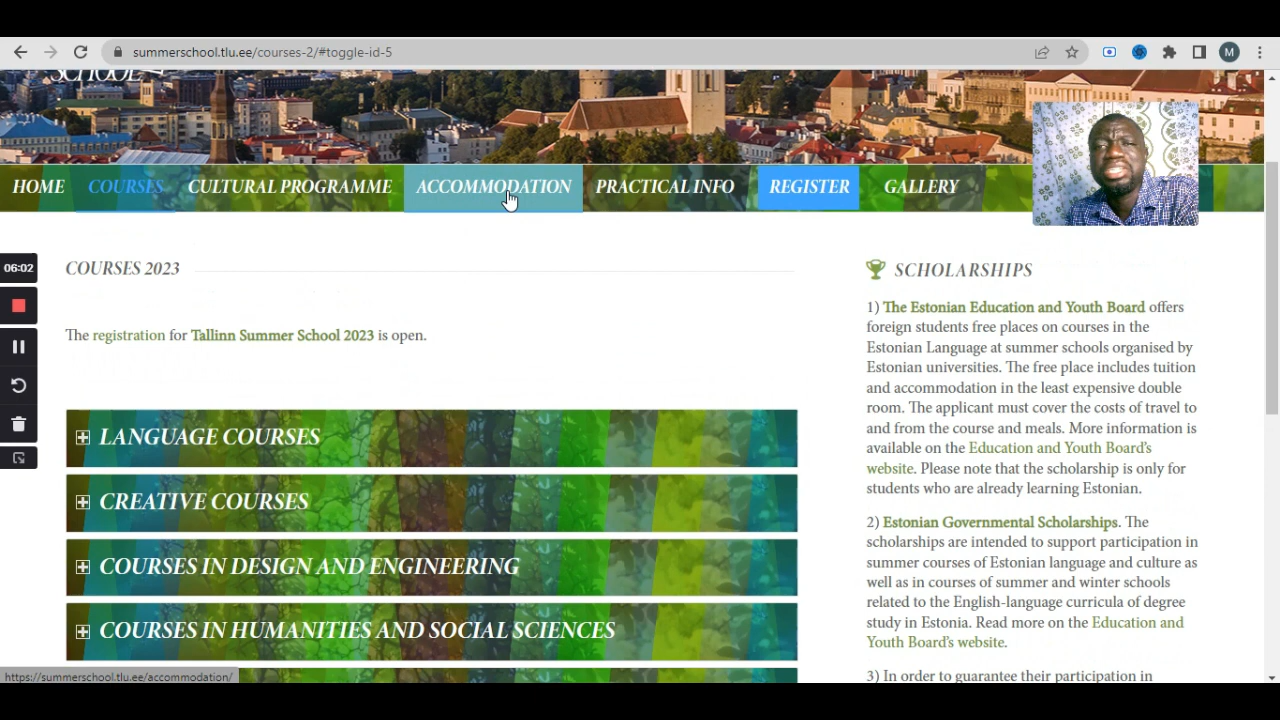 summerschool.tlu.ee/courses-2/#toggle-id-5
M
SCHOOL
HOME COURSES CULTURAL PROGRAMME ACCOMMODATION PRACTICAL INFO REGISTER GALLERY
06:02
COURSES 2023
The registration for Tallinn Summer School 2023 is open.
LANGUAGE COURSES
CREATIVE COURSES
COURSES IN DESIGN AND ENGINEERING
COURSES IN HUMANITIES AND SOCIAL SCIENCES
SCHOLARSHIPS
1) The Estonian Education and Youth Board offers
foreign students free places on courses in the
Estonian Language at summer schools organised by
Estonian universities. The free place includes tuition
and accommodation in the least expensive double
room. The applicant must cover the costs of travel to
and from the course and meals. More information is
available on the Education and Youth Board's
website. Please note that the scholarship is only for
students who are already learning Estonian.
2) Estonian Governmental Scholarships. The
scholarships are intended to support participation in
summer courses of Estonian language and culture as
well as in courses of summer and winter schools
related to the English-language curricula of degree
study in Estonia. Read more on the Education and
Youth Board's website.
3) In order to guarantee their participation in
https://summerschool.tlu.ee/accommodation/